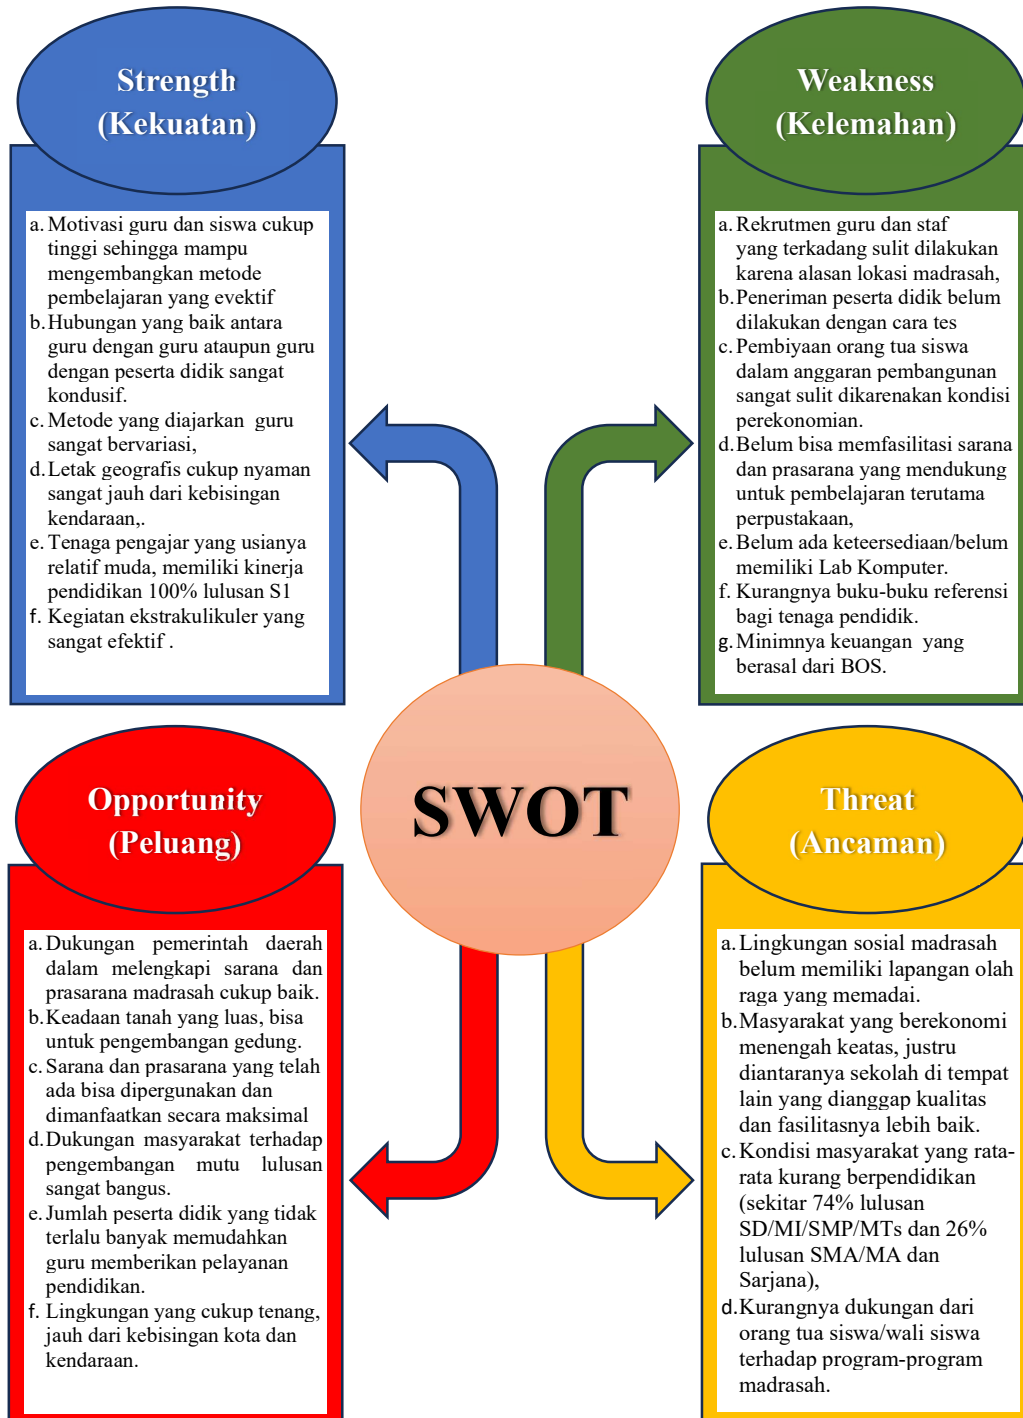 Strength
(Kekuatan)
a. Motivasi guru dan siswa cukup
tinggi sehingga mampu
mengembangkan metode
pembelajaran yang evektif
b. Hubungan yang baik antara
guru dengan guru ataupun guru
dengan peserta didik sangat
kondusif.
c. Metode yang diajarkan guru
sangat bervariasi,
d. Letak geografis cukup nyaman
sangat jauh dari kebisingan
kendaraan,.
e. Tenaga pengajar yang usianya
relatif muda, memiliki kinerja
pendidikan 100% lulusan S1
f. Kegiatan ekstrakulikuler yang
sangat efektif .
Weakness
(Kelemahan)
a. Rekrutmen guru dan staf
yang terkadang sulit dilakukan
karena alasan lokasi madrasah,
b. Peneriman peserta didik belum
dilakukan dengan cara tes
c. Pembiyaan orang tua siswa
dalam anggaran pembangunan
sangat sulit dikarenakan kondisi
perekonomian.
d. Belum bisa memfasilitasi sarana
dan prasarana yang mendukung
untuk pembelajaran terutama
perpustakaan,
e. Belum ada keteersediaan/belum
memiliki Lab Komputer.
f. Kurangnya buku-buku referensi
bagi tenaga pendidik.
g. Minimnya keuangan yang
berasal dari BOS.
SWOT
Opportunity
(Peluang)
a. Dukungan pemerintah daerah
dalam melengkapi sarana dan
prasarana madrasah cukup baik.
b. Keadaan tanah yang luas, bisa
untuk pengembangan gedung.
c. Sarana dan prasarana yang telah
ada bisa dipergunakan dan
dimanfaatkan secara maksimal
d. Dukungan masyarakat terhadap
pengembangan mutu lulusan
sangat bangus.
e. Jumlah peserta didik yang tidak
terlalu banyak memudahkan
guru memberikan pelayanan
pendidikan.
f. Lingkungan yang cukup tenang,
jauh dari kebisingan kota dan
kendaraan.
Threat
(Ancaman)
a. Lingkungan sosial madrasah
belum memiliki lapangan olah
raga yang memadai.
b. Masyarakat yang berekonomi
menengah keatas, justru
diantaranya sekolah di tempat
lain yang dianggap kualitas
dan fasilitasnya lebih baik.
c. Kondisi masyarakat yang rata-
rata kurang berpendidikan
(sekitar 74% lulusan
SD/MI/SMP/MTs dan 26%
lulusan SMA/MA dan
Sarjana),
d. Kurangnya dukungan dari
orang tua siswa/wali siswa
terhadap program-program
madrasah.